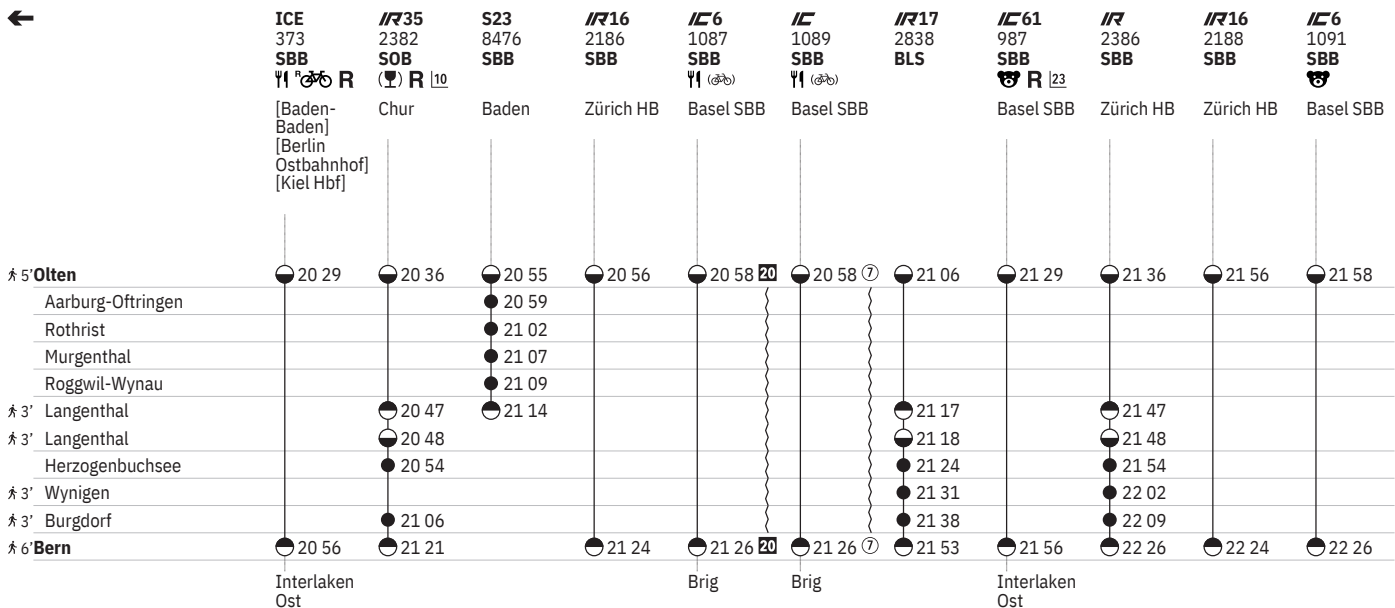 ICE IR35 S23 IR16 IC6 IC IR17 IC61 IR IR16 IC6
373 2382 8476 2186 1087 1089 2838 987 2386 2188 1091
SBB SOB SBB SBB SBB SBB BLS SBB SBB SBB SBB
R R ( ) R 10 ( ) ( ) R 23
[Baden- Chur Baden Zürich HB Basel SBB Basel SBB Basel SBB Zürich HB Zürich HB Basel SBB
Baden]
[Berlin
Ostbahnhof]
[Kiel Hbf]
5' Olten 20 29 20 36 20 55 20 56 20 58 20 20 58 7 21 06 21 29 21 36 21 56 21 58
Aarburg-Oftringen 20 59
Rothrist 21 02
Murgenthal 21 07
Roggwil-Wynau 21 09
3' Langenthal 20 47 21 14 21 17 21 47
3' Langenthal 20 48 21 18 21 48
Herzogenbuchsee 20 54 21 24 21 54
3' Wynigen 21 31 22 02
3' Burgdorf 21 06 21 38 22 09
6' Bern 20 56 21 21 21 24 21 26 20 21 26 7 21 53 21 56 22 26 22 24 22 26
Interlaken Brig Brig Interlaken
Ost Ost